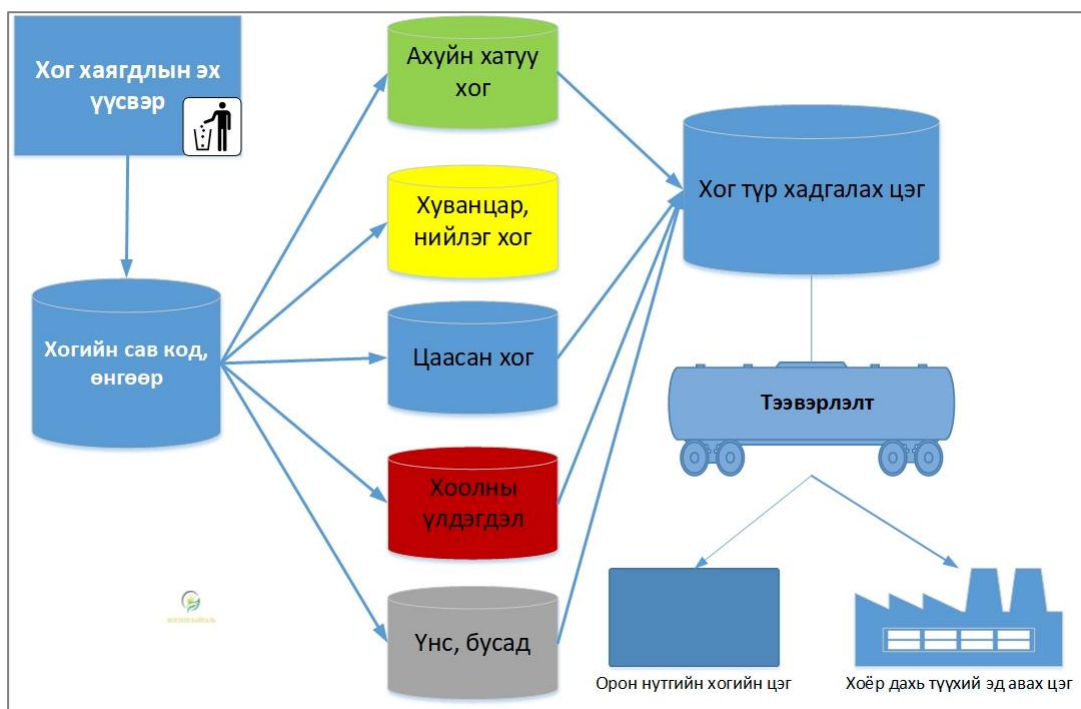 Хог хаягдлын эх
үүсвэр
Хогийн сав код,
өнгөөр
Ахуйн хатуу
хог
Хуванцар,
нийлэг хог
Цаасан хог
Хоолны
үлдэгдэл
Үнс, бусад
Хог түр хадгалах цэг
Тээвэрлэлт
Орон нутгийн хогийн цэг
Хоёр дахь түүхий эд авах цэг